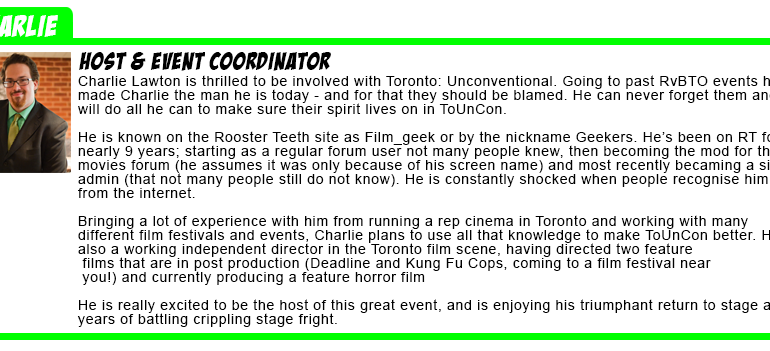 ARLIE
HOST & EVENT COORDINATOR
Charlie Lawton is thrilled to be involved with Toronto: Unconventional. Going to past RvBTO events h
made Charlie the man he is today - and for that they should be blamed. He can never forget them an
will do all he can to make sure their spirit lives on in ToUnCon.
He is known on the Rooster Teeth site as Film_geek or by the nickname Geekers. He's been on RT fo
nearly 9 years; starting as a regular forum user not many people knew, then becoming the mod for th
movies forum (he assumes it was only because of his screen name) and most recently becaming a si
admin (that not many people still do not know). He is constantly shocked when people recognise him
from the internet.
Bringing a lot of experience with him from running a rep cinema in Toronto and working with many
different film festivals and events, Charlie plans to use all that knowledge to make ToUnCon better. H
also a working independent director in the Toronto film scene, having directed two feature
films that are in post production (Deadline and Kung Fu Cops, coming to a film festival near
you!) and currently producing a feature horror film
He is really excited to be the host of this great event, and is enjoying his triumphant return to stage a
years of battling crippling stage fright.